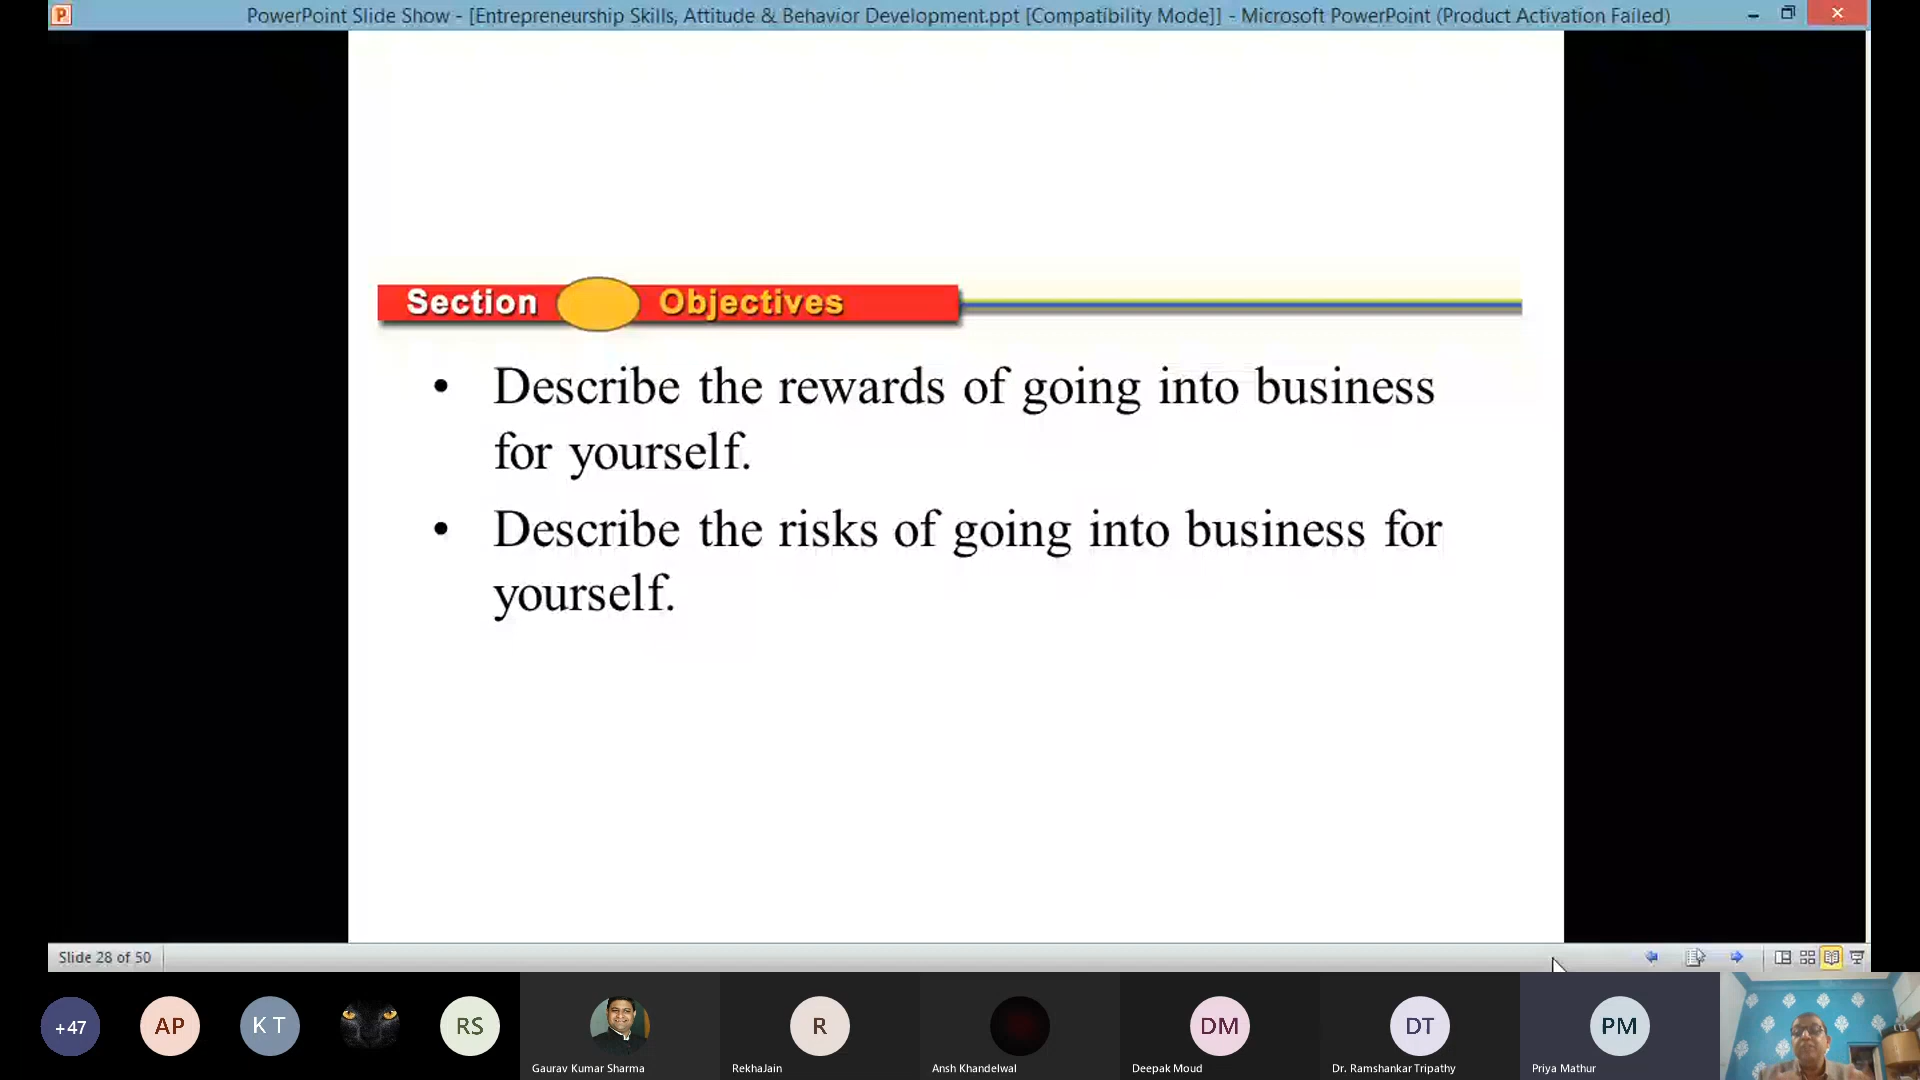 PowerPoint Slide Show - [Entrepreneurship Skills, Attitude & Behavior Development.ppt [Compatibility Mode]] - Microsoft PowerPoint (Product Activation Failed)
Section Objectives
• Describe the rewards of going into business
for yourself.
• Describe the risks of going into business for
yourself.
Slide 28 of 50
+47 AP K T RS R DM DT PM
Gaurav Kumar Sharma RekhaJain Ansh Khandelwal Deepak Moud Dr. Ramshankar Tripathy Priya Mathur